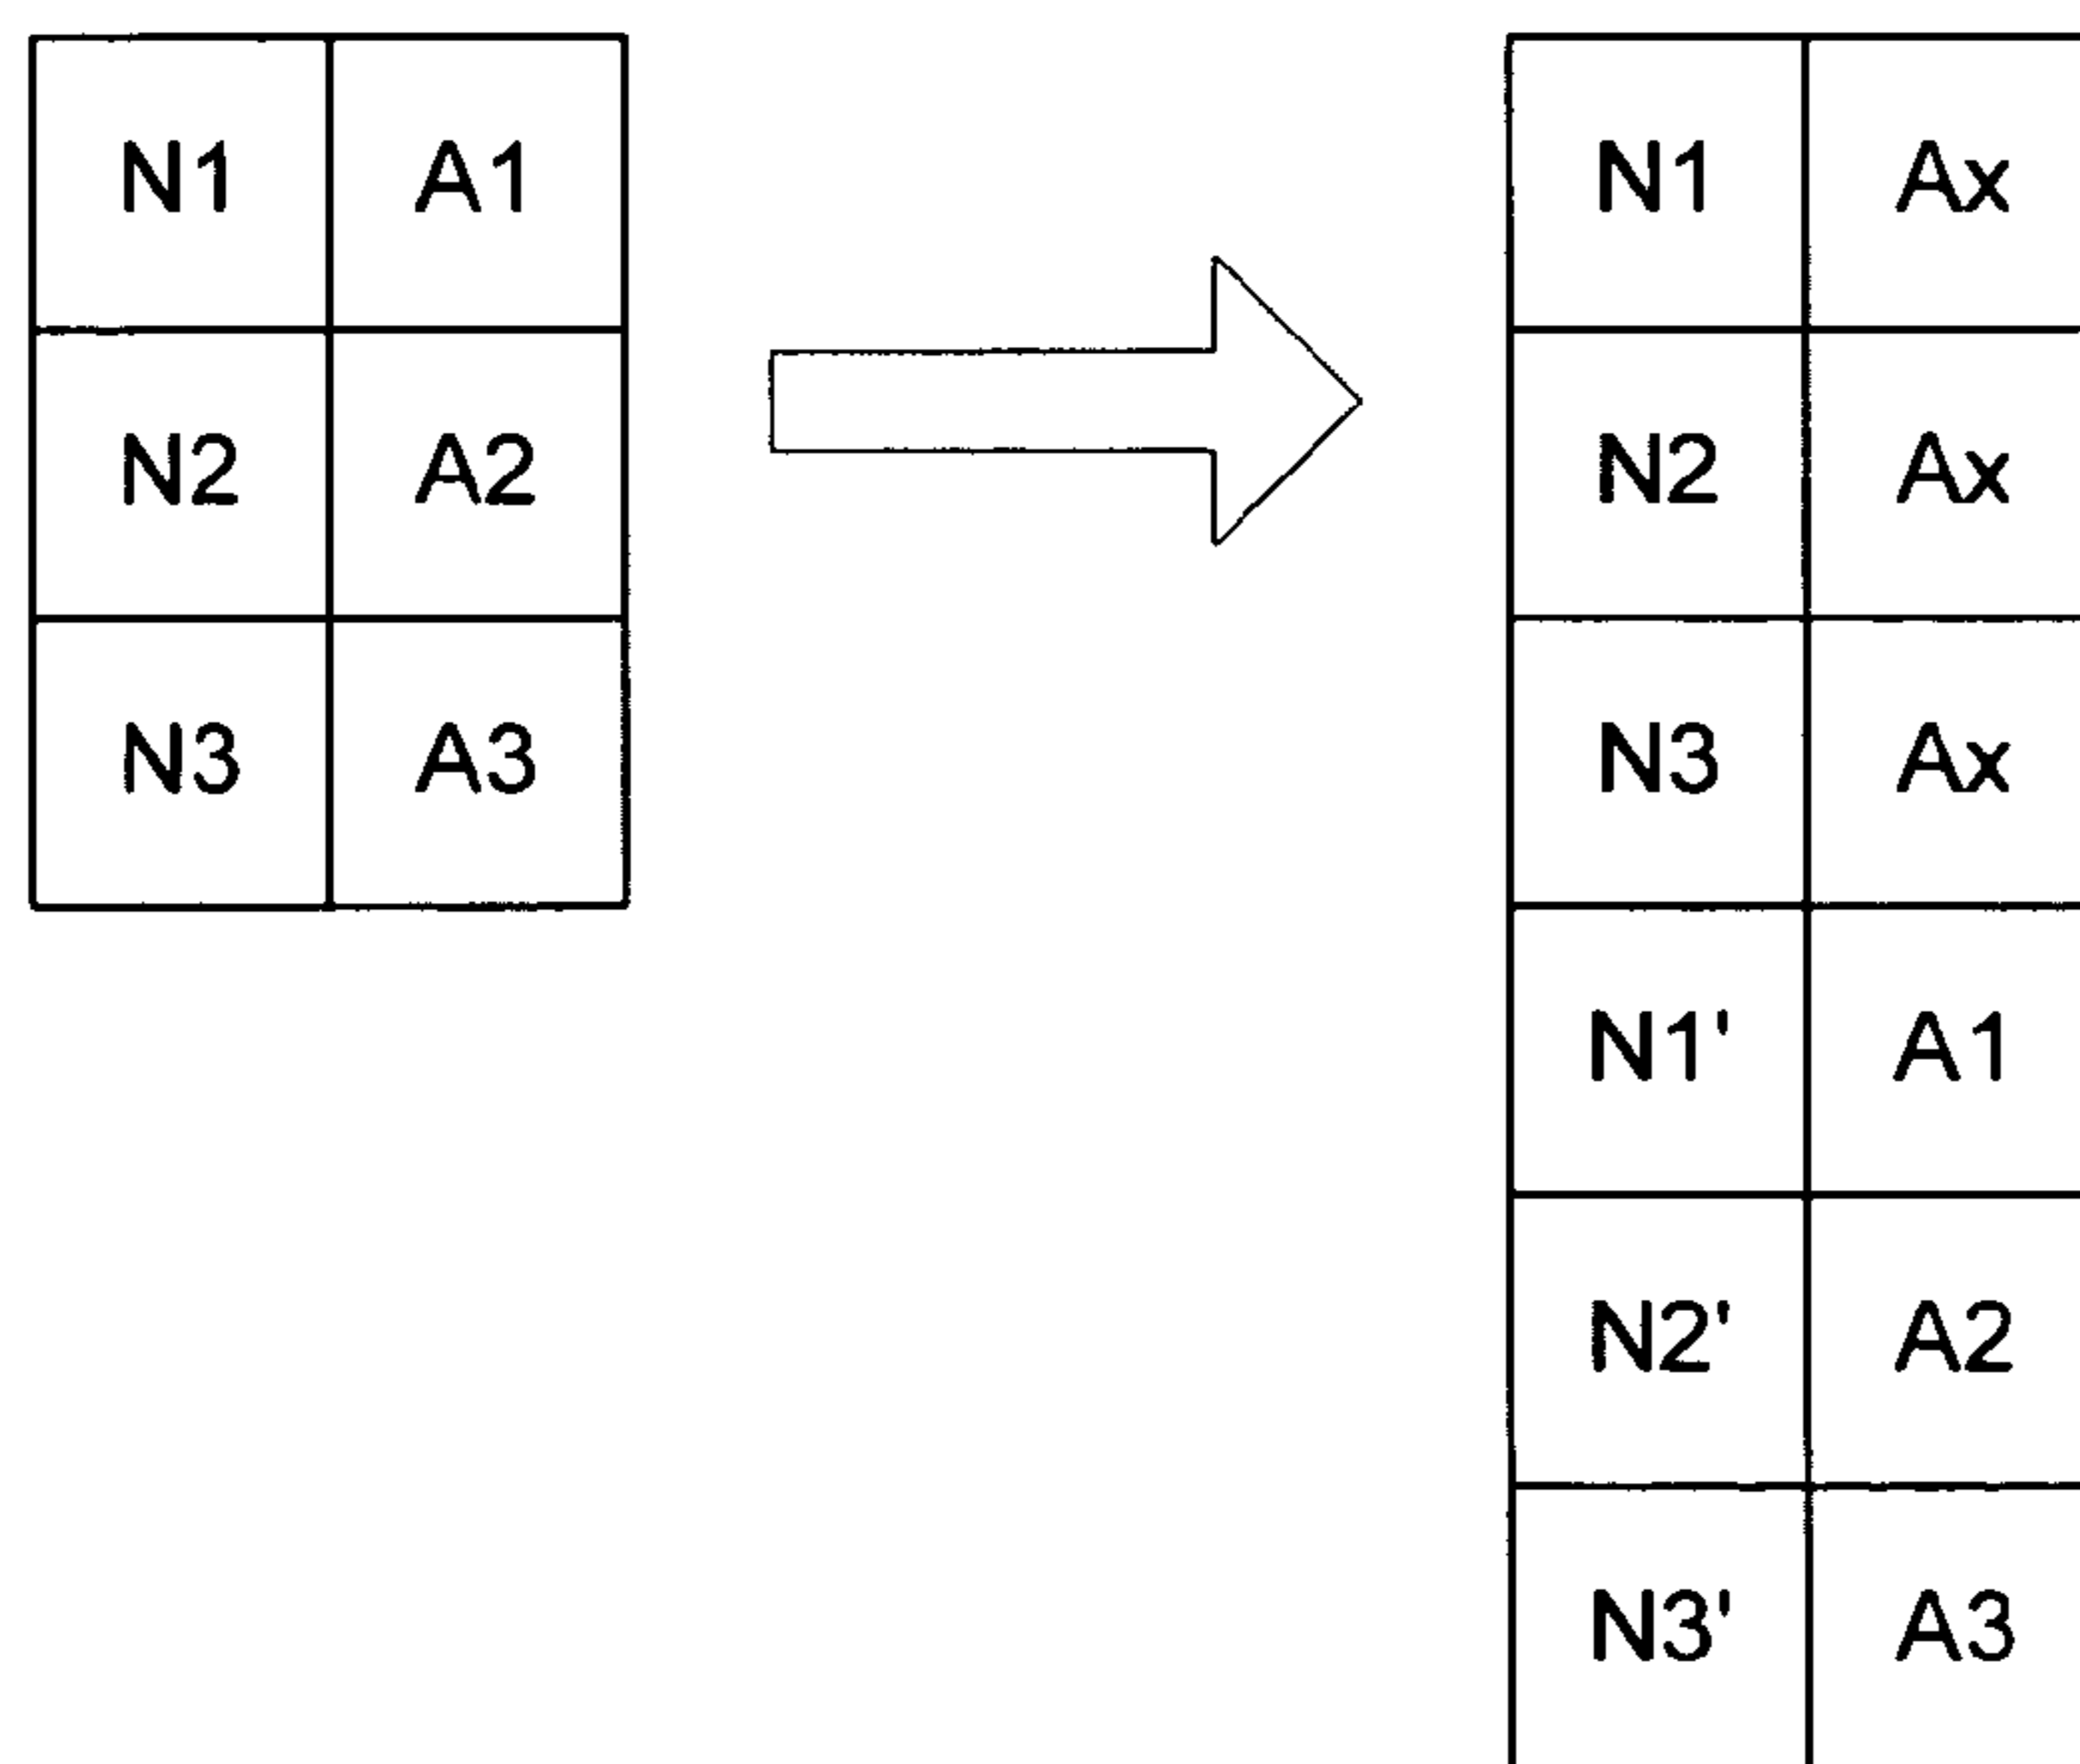 N1 A1
N2 A2
N3 A3
N1 Ax
N2 Ax
N3 Ax
N1' A1
N2' A2
N3' A3